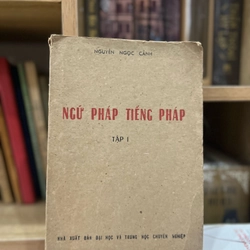 NGUYỄN NGỌC CẢNH
NGỮ PHÁP TIẾNG PHÁP
TẬP I
NHÀ XUẤT BẢN ĐẠI HỌC VÀ TRUNG HỌC CHUYÊN NGHIỆP